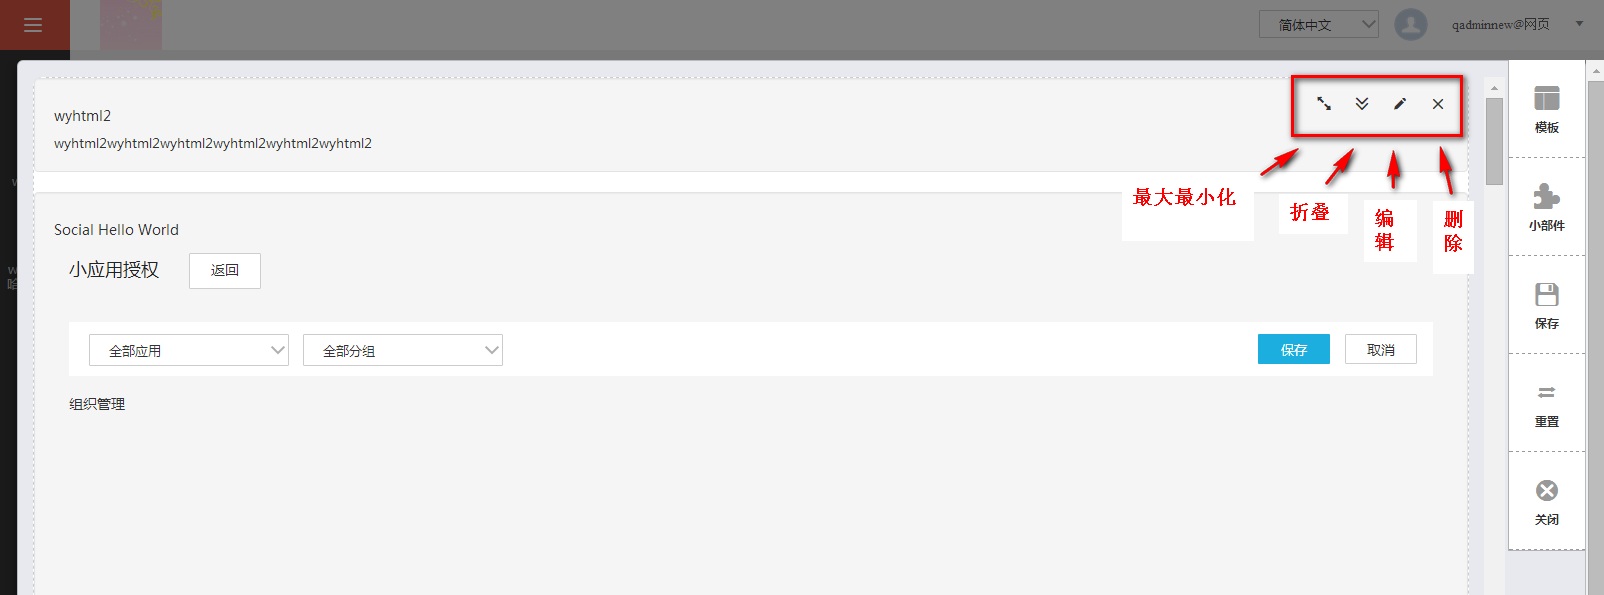 简体中文
qadminnew@网页
wyhtml2
wyhtml2wyhtml2wyhtml2wyhtml2wyhtml2wyhtml2
最大最小化
折叠
编
辑
删
除
Social Hello World
小应用授权
返回
全部应用
全部分组
保存
取消
组织管理
模板
小部件
保存
重置
关闭
w
w